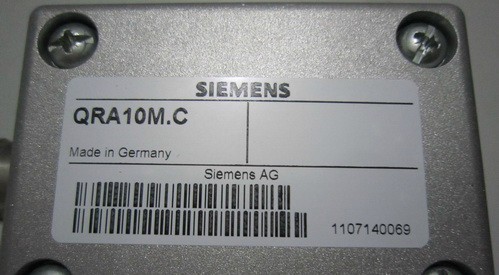 SIEMENS
QRA10M.C
Made in Germany
Siemens AG
1107140069